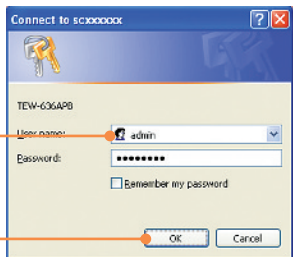 Connect to scxxxxxx
TEW-636APB
User name:
admin
Password:
Remember my password
OK
Cancel